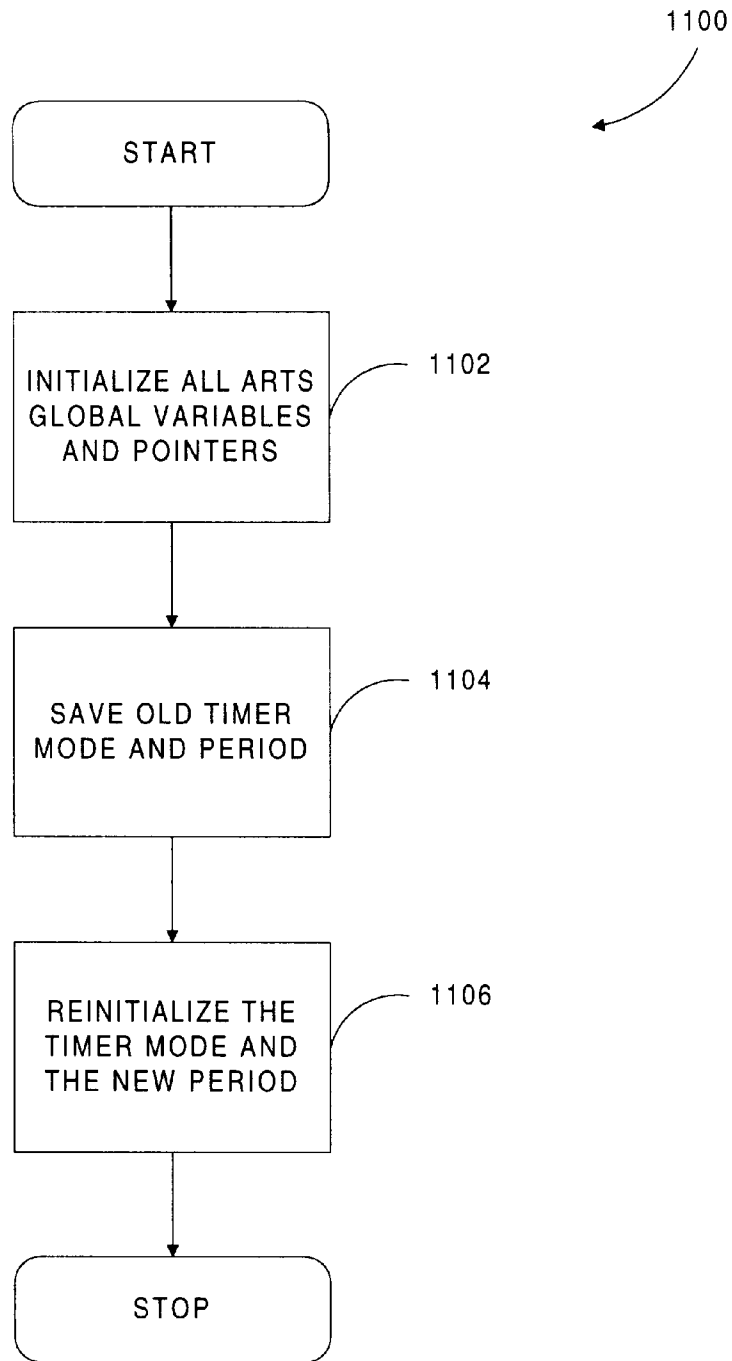 1100
START
INITIALIZE ALL ARTS
GLOBAL VARIABLES
AND POINTERS
1102
SAVE OLD TIMER
MODE AND PERIOD
1104
REINITIALIZE THE
TIMER MODE AND
THE NEW PERIOD
1106
STOP